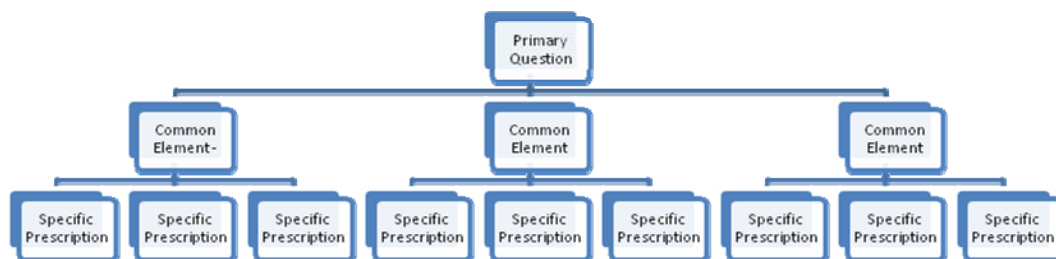 Primary
Question
Common
Element-
Common
Element
Common
Element
Specific
Prescription
Specific
Prescription
Specific
Prescription
Specific
Prescription
Specific
Prescription
Specific
Prescription
Specific
Prescription
Specific
Prescription
Specific
Prescription